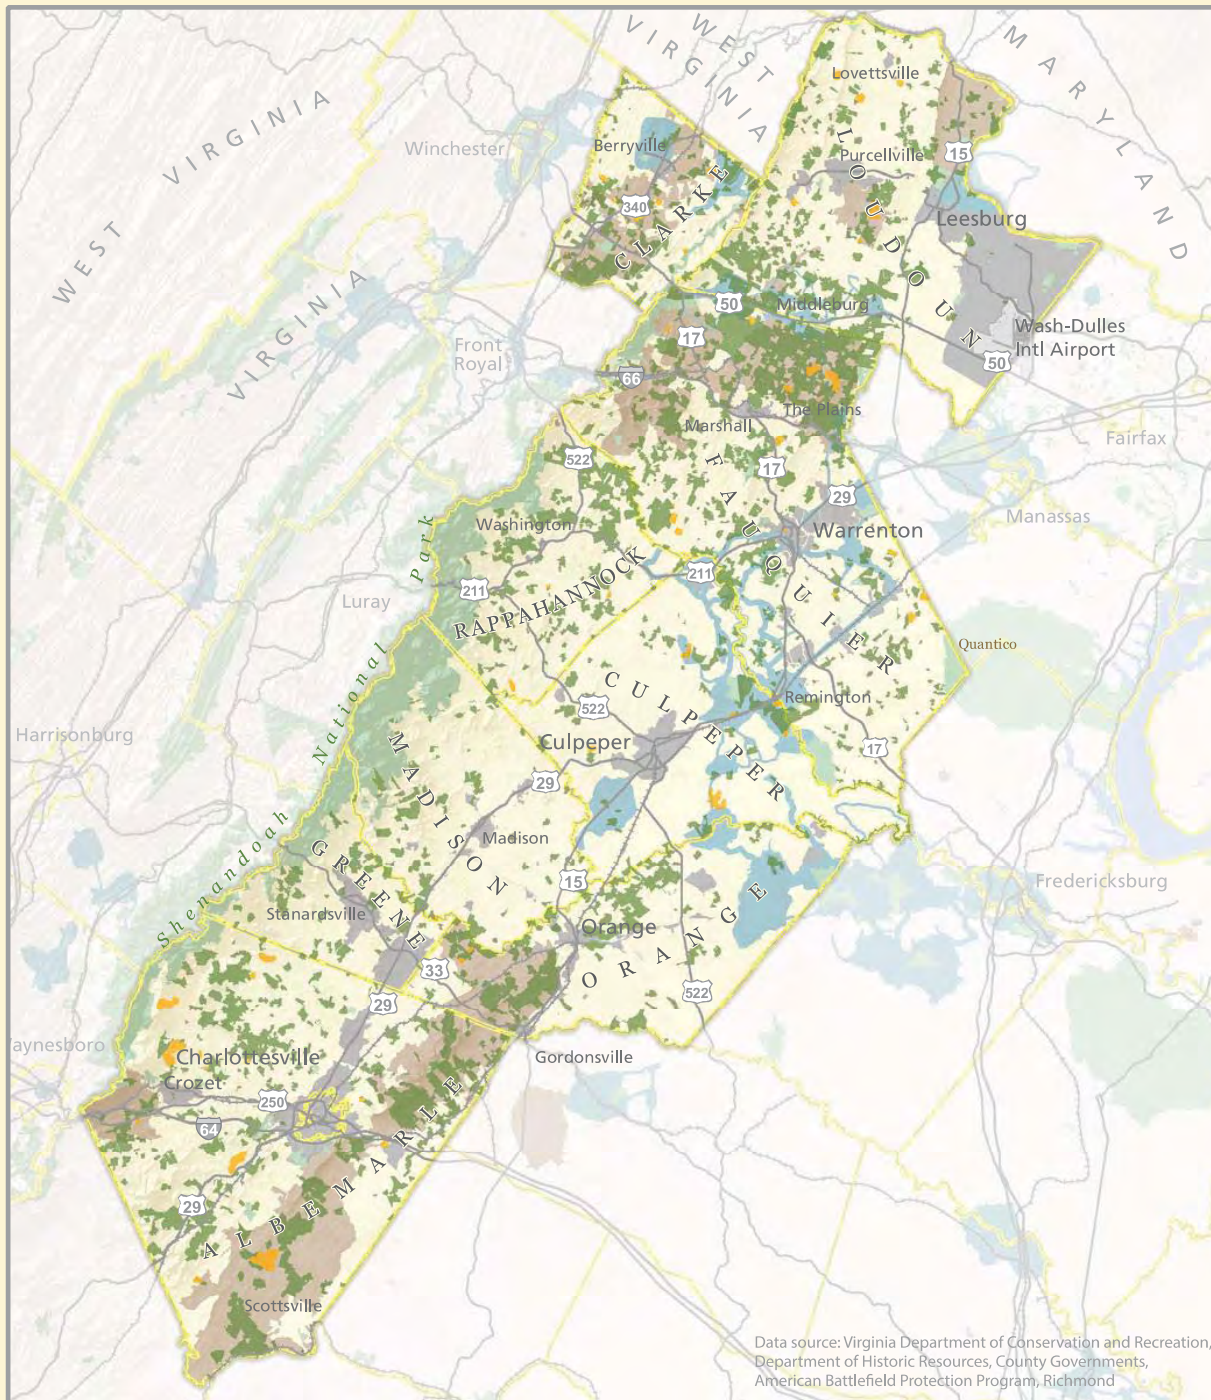 WEST VIRGINIA
MARYLAND
WEST VIRGINIA
Lovettsville
Winchester
Berryville
Purcellville
15
LOUDOUN
340
CLARKE
Leesburg
50
Middleburg
Wash-Dulles
Intl Airport
17
Front
Royal
50
66
VIRGINIA
The Plains
Marshall
Fairfax
522
17
FAUQUIER
29
Washington
Manassas
Warrenton
211
211
Luray
RAPPAHANNOCK
Quantico
Shenandoah National Park
CULPEPER
Remington
522
Harrisonburg
Culpeper
17
MADISON
29
Madison
GREENE
15
Fredericksburg
Stanardsville
Orange
ORANGE
33
522
29
aynesboro
Charlottesville
Gordonsville
Crozet
250
64
ALBEMARLE
29
Scottsville
Data source: Virginia Department of Conservation and Recreation,
Department of Historic Resources, County Governments,
American Battlefield Protection Program, Richmond